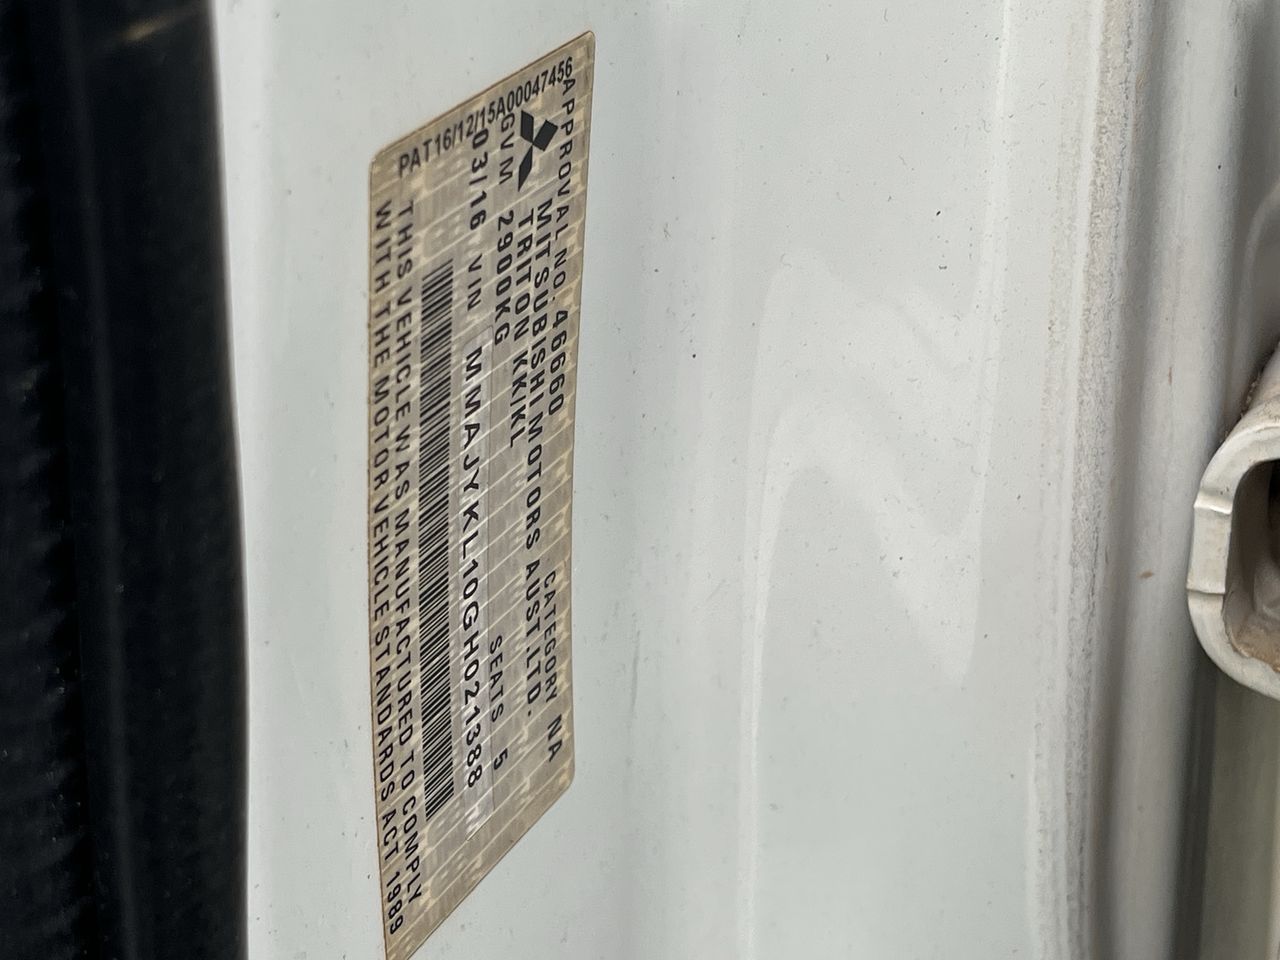 APPROVAL NO. 46660 CATEGORY NA
MITSUBISHI MOTORS AUST.LTD.
TRITON KK/KL
GVM 2900KG SEATS 5
03/16 VIN MMAJYKL10GH021388
THIS VEHICLE WAS MANUFACTURED TO COMPLY
WITH THE MOTOR VEHICLE STANDARDS ACT 1989
PAT16/12/15A00047456